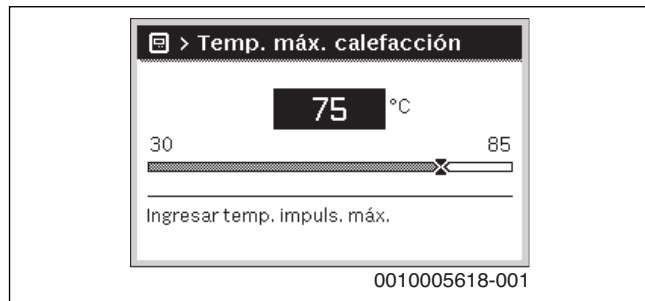 > Temp. máx. calefacción
75 °C
30 85
Ingresar temp. impuls. máx.
0010005618-001